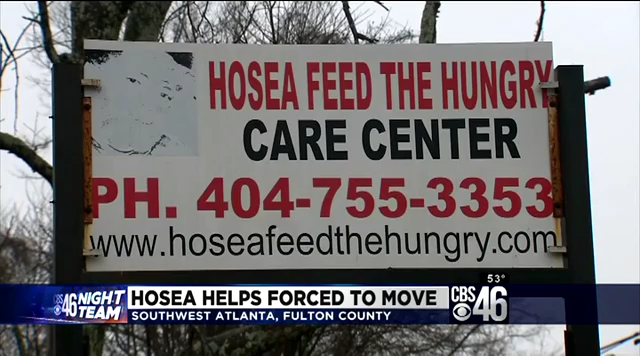 HOSEA FEED THE HUNGRY
CARE CENTER
PH. 404-755-3353
www.hoseafeedthehungry.com
53°
CBS 46 NIGHT TEAM
HOSEA HELPS FORCED TO MOVE
CBS 46
SOUTHWEST ATLANTA, FULTON COUNTY